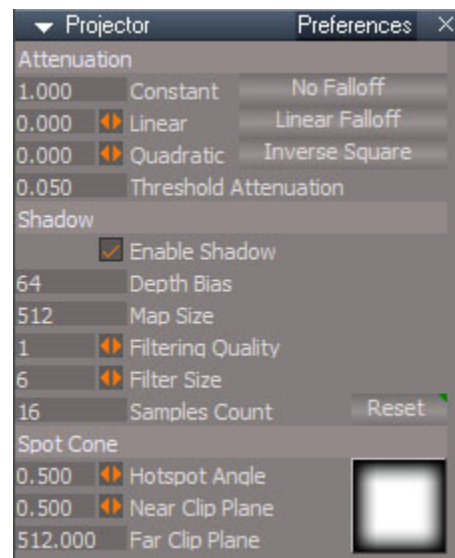 Projector Preferences ×
Attenuation
1.000 Constant No Falloff
0.000 Linear Linear Falloff
0.000 Quadratic Inverse Square
0.050 Threshold Attenuation
Shadow
Enable Shadow
64 Depth Bias
512 Map Size
1 Filtering Quality
6 Filter Size
16 Samples Count Reset
Spot Cone
0.500 Hotspot Angle
0.500 Near Clip Plane
512.000 Far Clip Plane